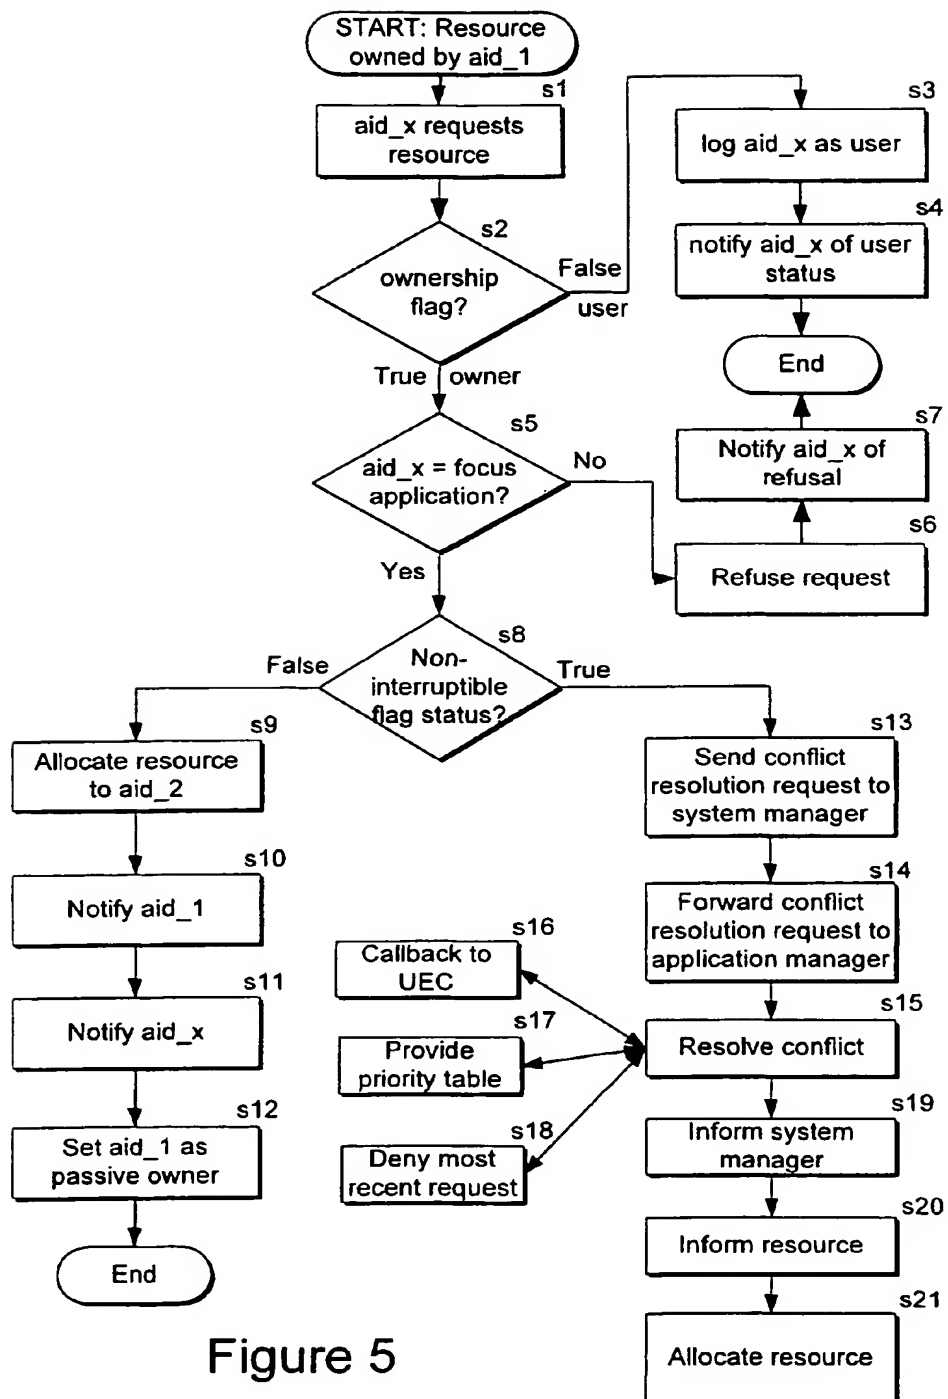 START: Resource
owned by aid_1
s1
aid_x requests
resource
s2
ownership
flag?
False
user
True
owner
s3
log aid_x as user
s4
notify aid_x of user
status
End
s5
aid_x = focus
application?
No
Yes
s7
Notify aid_x of
refusal
s6
Refuse request
s8
Non-
interruptible
flag status?
False
True
s9
Allocate resource
to aid_2
s10
Notify aid_1
s11
Notify aid_x
s12
Set aid_1 as
passive owner
End
s13
Send conflict
resolution request to
system manager
s14
Forward conflict
resolution request to
application manager
s15
Resolve conflict
s16
Callback to
UEC
s17
Provide
priority table
s18
Deny most
recent request
s19
Inform system
manager
s20
Inform resource
s21
Allocate resource
Figure 5